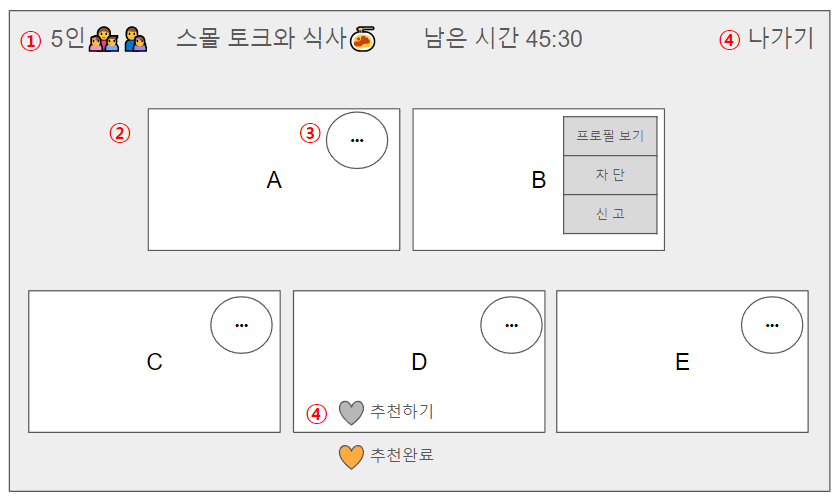 ① 5인 스몰 토크와 식사 남은 시간 45:30 ④ 나가기
② ③ ...
A
B
프로필 보기
차 단
신 고
... ... ...
C D E
④ 추천하기
추천완료